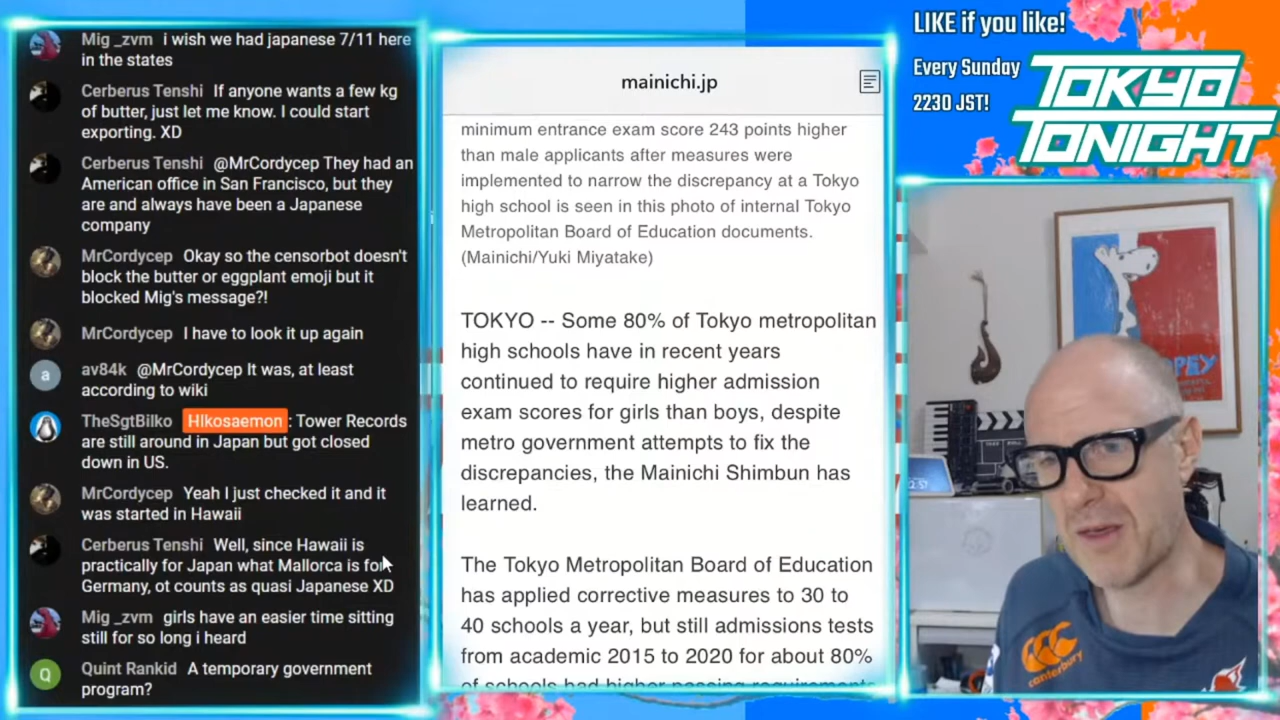 Mig _zvm i wish we had japanese 7/11 here
in the states
Cerberus Tenshi If anyone wants a few kg
of butter, just let me know. I could start
exporting. XD
Cerberus Tenshi @MrCordycep They had an
American office in San Francisco, but they
are and always have been a Japanese
company
MrCordycep Okay so the censorbot doesn't
block the butter or eggplant emoji but it
blocked Mig's message?!
MrCordycep I have to look it up again
a
av84k @MrCordycep It was, at least
according to wiki
TheSgtBilko HIkosaemon : Tower Records
are still around in Japan but got closed
down in US.
MrCordycep Yeah I just checked it and it
was started in Hawaii
Cerberus Tenshi Well, since Hawaii is
practically for Japan what Mallorca is for
Germany, ot counts as quasi Japanese XD
Mig _zvm girls have an easier time sitting
still for so long i heard
Q
Quint Rankid A temporary government
program?
mainichi.jp
minimum entrance exam score 243 points higher
than male applicants after measures were
implemented to narrow the discrepancy at a Tokyo
high school is seen in this photo of internal Tokyo
Metropolitan Board of Education documents.
(Mainichi/Yuki Miyatake)
TOKYO -- Some 80% of Tokyo metropolitan
high schools have in recent years
continued to require higher admission
exam scores for girls than boys, despite
metro government attempts to fix the
discrepancies, the Mainichi Shimbun has
learned.
The Tokyo Metropolitan Board of Education
has applied corrective measures to 30 to
40 schools a year, but still admissions tests
from academic 2015 to 2020 for about 80%
of schools had higher passing requirements
LIKE if you like!
Every Sunday
2230 JST!
TOKYO
TONIGHT
canterbury